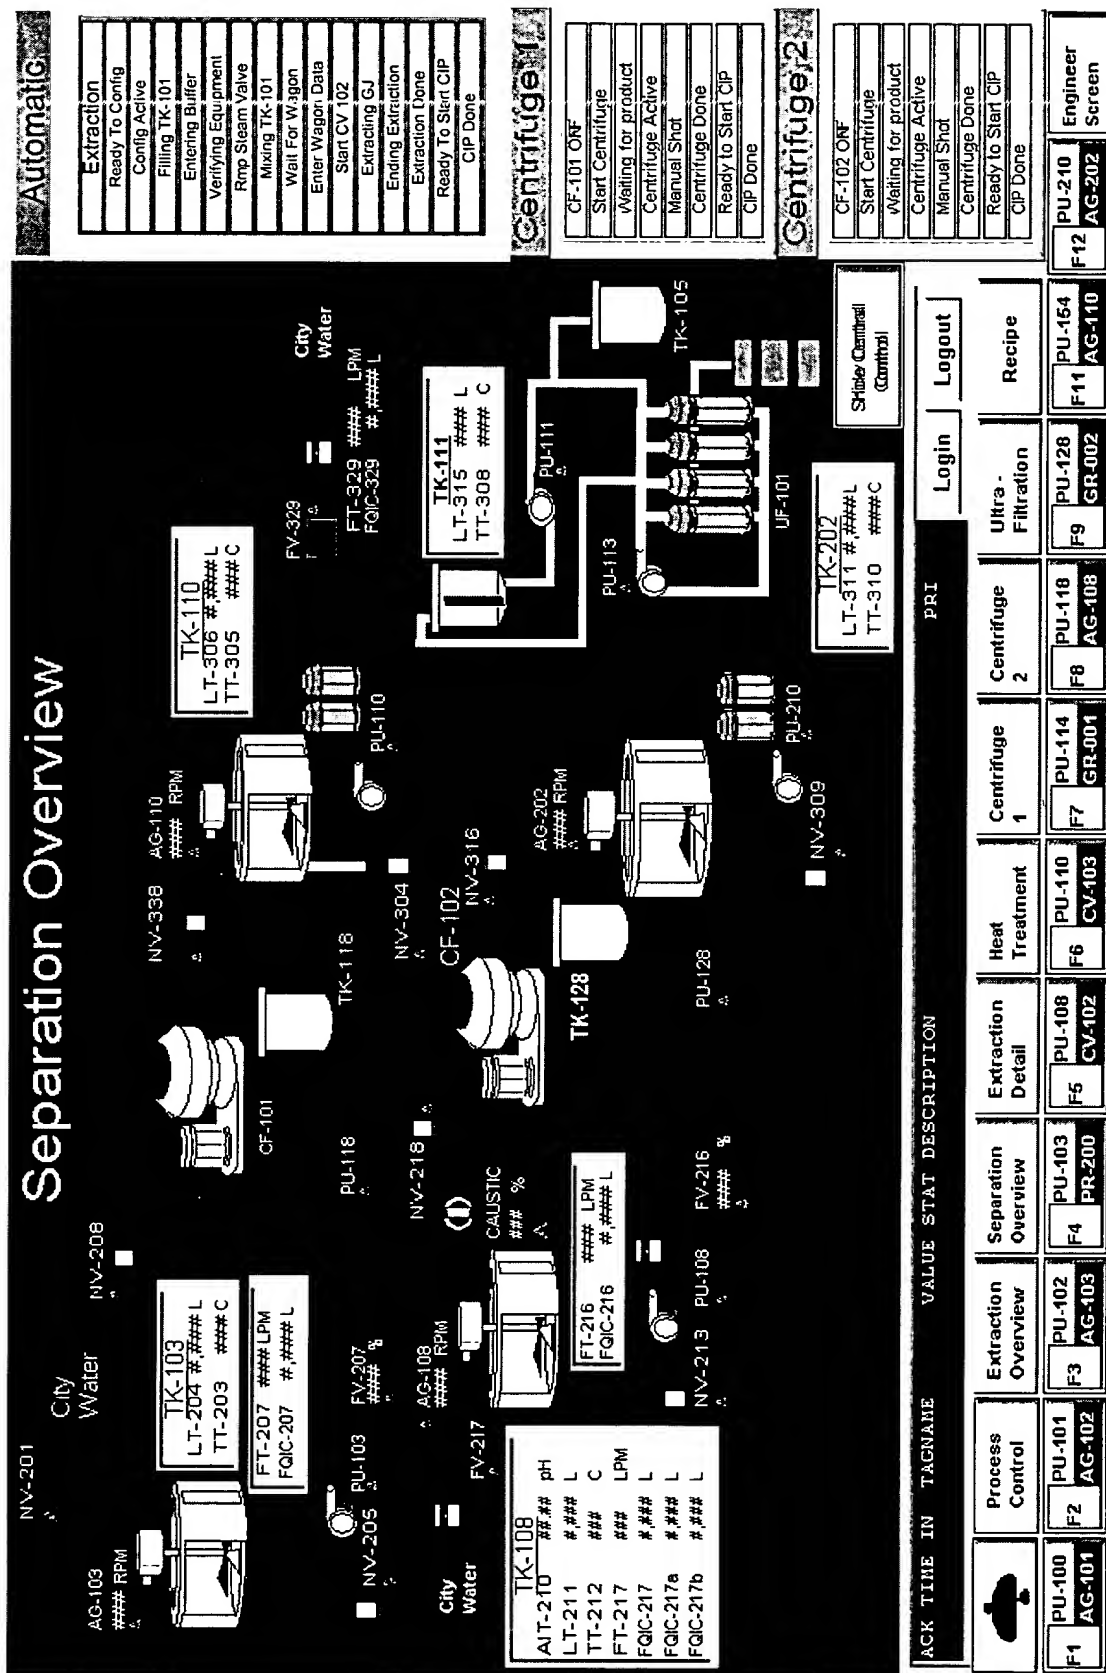 Separation Overview
Automatic
Extraction
Ready To Config
Config Active
Filling TK-101
Entering Buffer
Verifying Equipment
Rmp Steam Valve
Mixing TK-101
Wait For Wagon
Enter Wagon Data
Start CV 102
Extracting GJ
Ending Extraction
Extraction Done
Ready To Start CIP
CIP Done
Centrifuge 1
CF-101
Start Centrifuge
Waiting for product
Centrifuge Active
Manual Shot
Centrifuge Done
Ready to Start CIP
CIP Done
Centrifuge 2
CF-102
Start Centrifuge
Waiting for product
Centrifuge Active
Manual Shot
Centrifuge Done
Ready to Start CIP
CIP Done
NV-201
City
Water
NV-208
AG-103
#### RPM
TK-103
LT-204 #,### L
TT-203 ### C
FT-207 ### LPM
FQIC-207 #,### L
NV-205
PU-103
FV-207
#### %
CF-101
PU-118
TK-118
NV-338
AG-110
#### RPM
TK-110
LT-306 #,### L
TT-305 ### C
PU-110
NV-304
FV-329
City
Water
FT-329 #### LPM
FQIC-329 #,### L
TK-111
LT-315 ### L
TT-308 ### C
PU-111
TK-105
PU-113
UF-101
City
Water
FV-217
AG-108
#### RPM
CAUSTIC
### %
NV-218
TK-108
AIT-210 ##.## pH
LT-211 #,### L
TT-212 ### C
FT-217 ### LPM
FQIC-217 #,### L
FQIC-217a #,### L
FQIC-217b #,### L
FT-216 ### LPM
FQIC-216 #,### L
NV-213
PU-108
FV-216
#### %
CF-102
NV-316
TK-128
PU-128
AG-202
#### RPM
NV-309
PU-210
TK-202
LT-311 #,### L
TT-310 ### C
ACK TIME IN TAGNAME VALUE STAT DESCRIPTION PRI
Login Logout
Process Control
Extraction Overview
Separation Overview
Extraction Detail
Heat Treatment
Centrifuge 1
Centrifuge 2
Ultra - Filtration
Recipe
Engineer Screen
F1 PU-100 AG-101
F2 PU-101 AG-102
F3 PU-102 AG-103
F4 PU-103 PR-200
F5 PU-108 CV-102
F6 PU-110 CV-103
F7 PU-114 GR-001
F8 PU-118 AG-108
F9 PU-128 GR-002
F11 PU-154 AG-110
F12 PU-210 AG-202